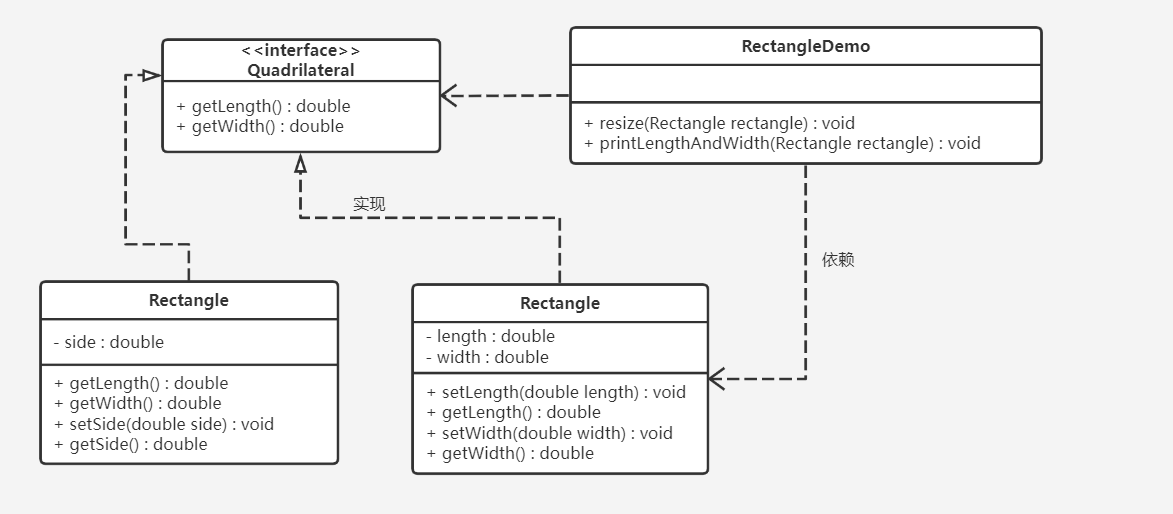 <<interface>>
Quadrilateral
+ getLength() : double
+ getWidth() : double
RectangleDemo
+ resize(Rectangle rectangle) : void
+ printLengthAndWidth(Rectangle rectangle) : void
实现
依赖
Rectangle
- side : double
+ getLength() : double
+ getWidth() : double
+ setSide(double side) : void
+ getSide() : double
Rectangle
- length : double
- width : double
+ setLength(double length) : void
+ getLength() : double
+ setWidth(double width) : void
+ getWidth() : double